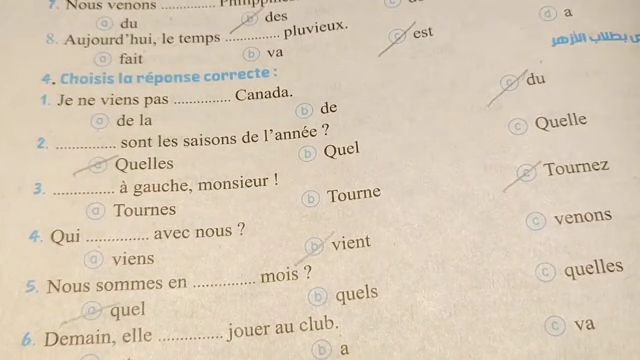 7. Nous venons ..............
a du
b des
d a
8. Aujourd'hui, le temps .............. pluvieux.
a fait
b va
c est
4. Choisis la réponse correcte :
1. Je ne viens pas .............. Canada.
a de la
b de
c du
2. .............. sont les saisons de l'année ?
a Quelles
b Quel
c Quelle
3. .............. à gauche, monsieur !
a Tournes
b Tourne
c Tournez
4. Qui .............. avec nous ?
a viens
b vient
c venons
5. Nous sommes en .............. mois ?
a quel
b quels
c quelles
6. Demain, elle .............. jouer au club.
b a
c va